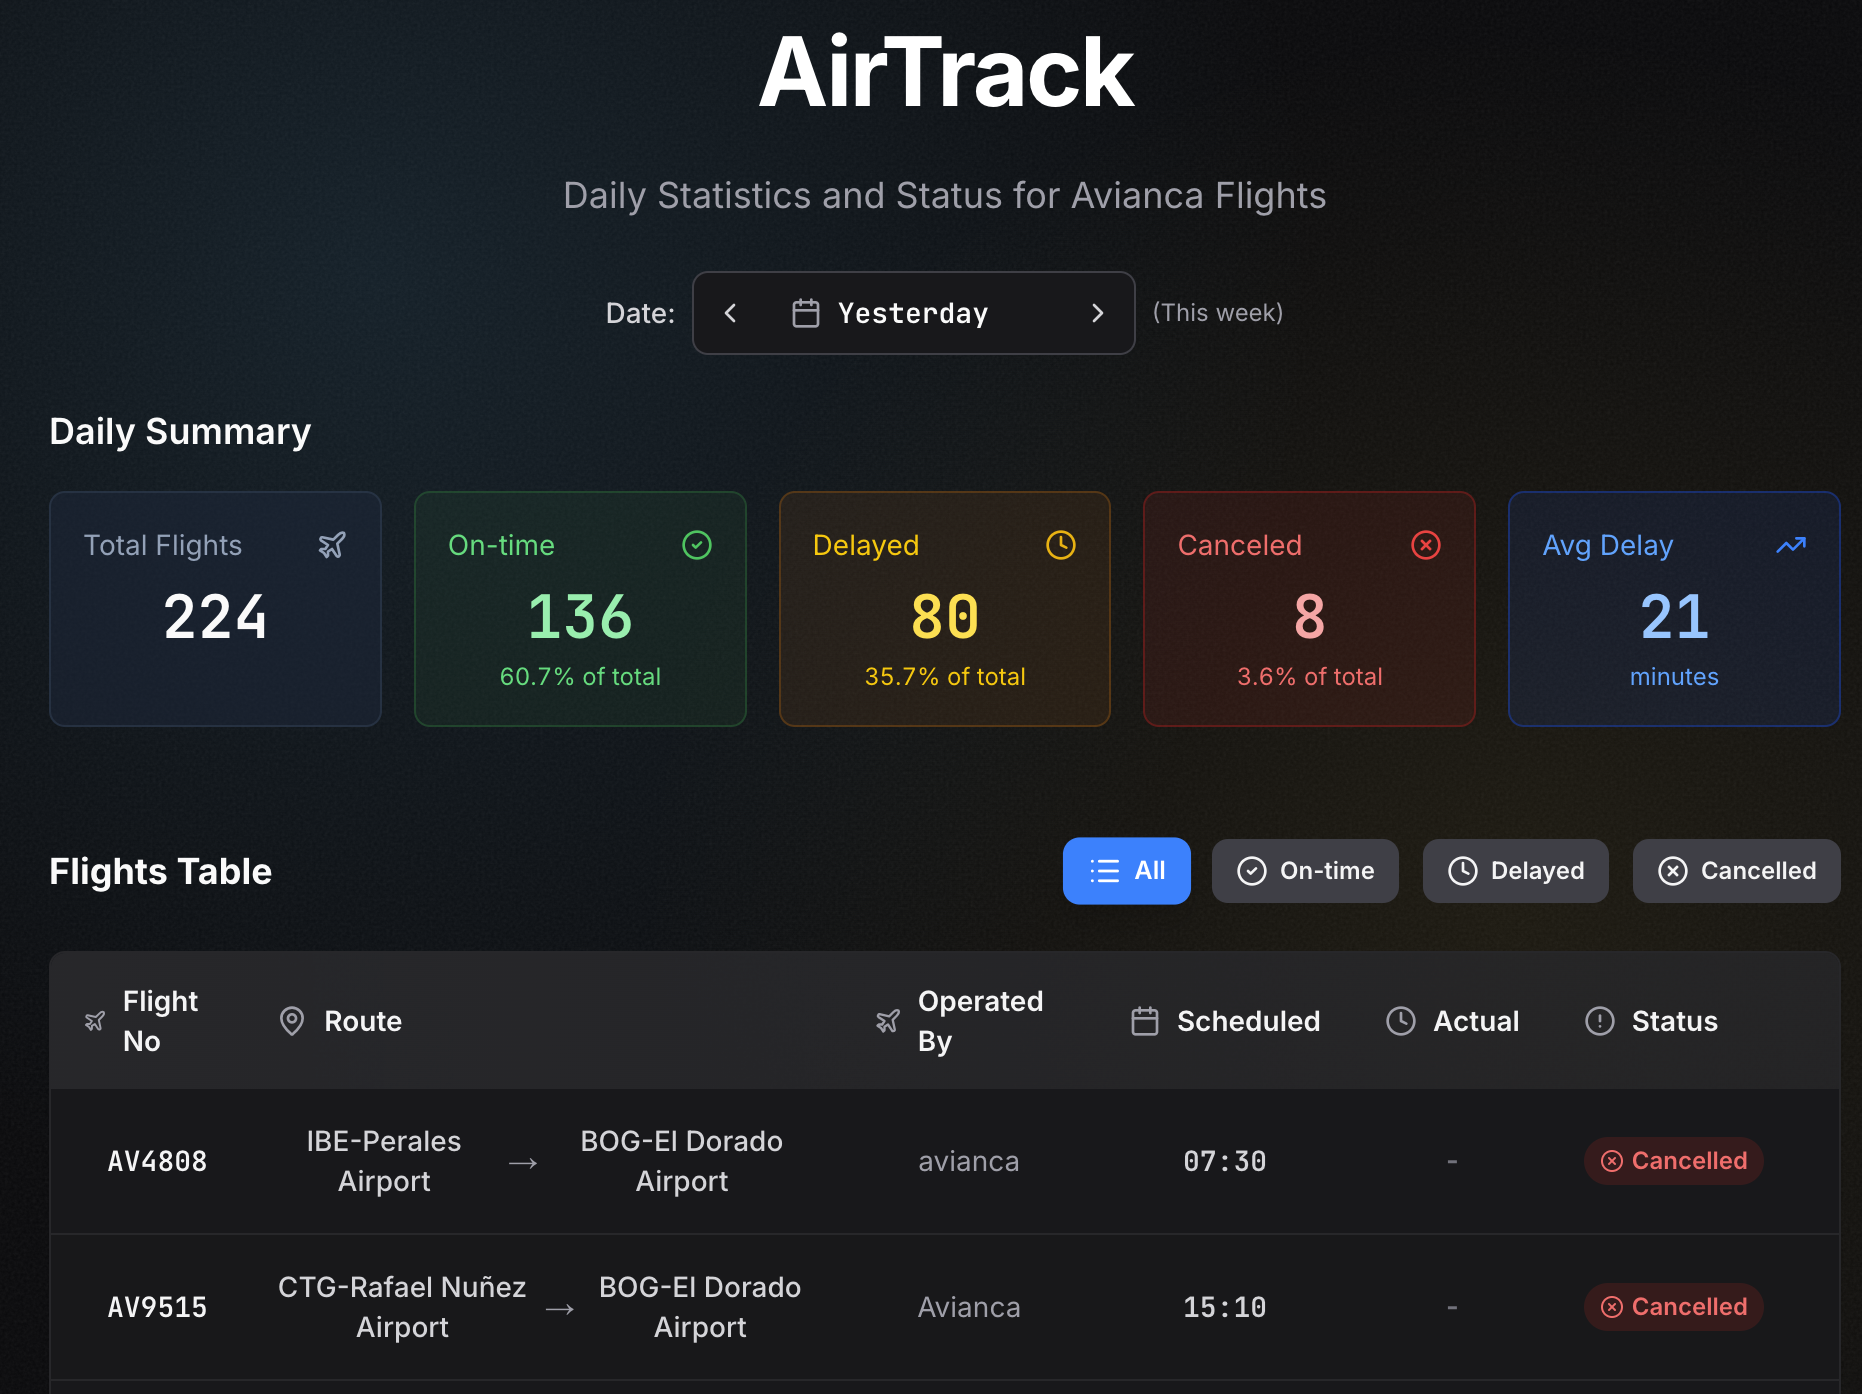 AirTrack
Daily Statistics and Status for Avianca Flights
Date: Yesterday (This week)
Daily Summary
Total Flights
224
On-time
136
60.7% of total
Delayed
80
35.7% of total
Canceled
8
3.6% of total
Avg Delay
21
minutes
Flights Table
All
On-time
Delayed
Cancelled
Flight
No
Route
Operated
By
Scheduled
Actual
Status
AV4808
IBE-Perales
Airport
→
BOG-El Dorado
Airport
avianca
07:30
-
Cancelled
AV9515
CTG-Rafael Nuñez
Airport
→
BOG-El Dorado
Airport
Avianca
15:10
-
Cancelled